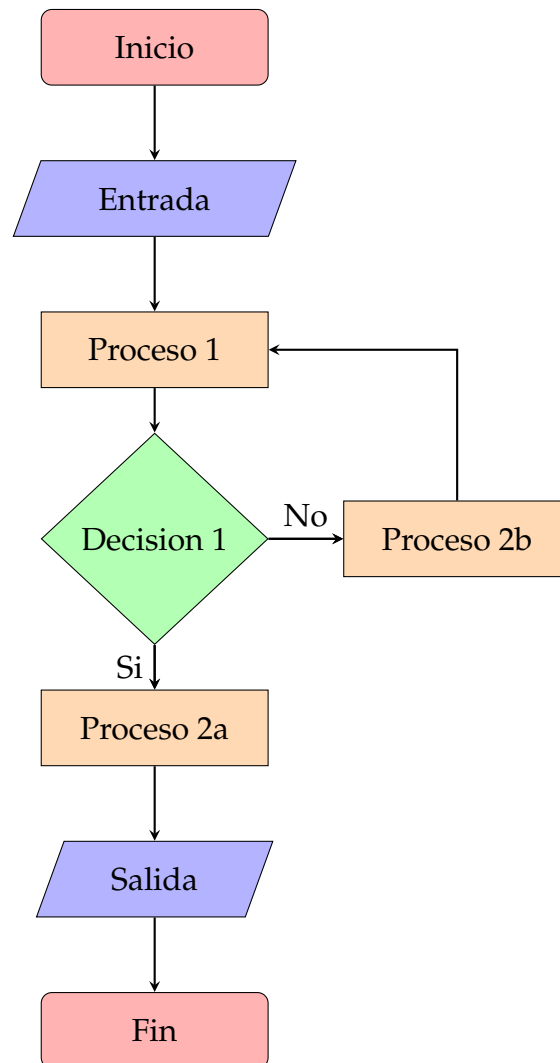 Inicio
Entrada
Proceso 1
Decision 1
No
Proceso 2b
Si
Proceso 2a
Salida
Fin